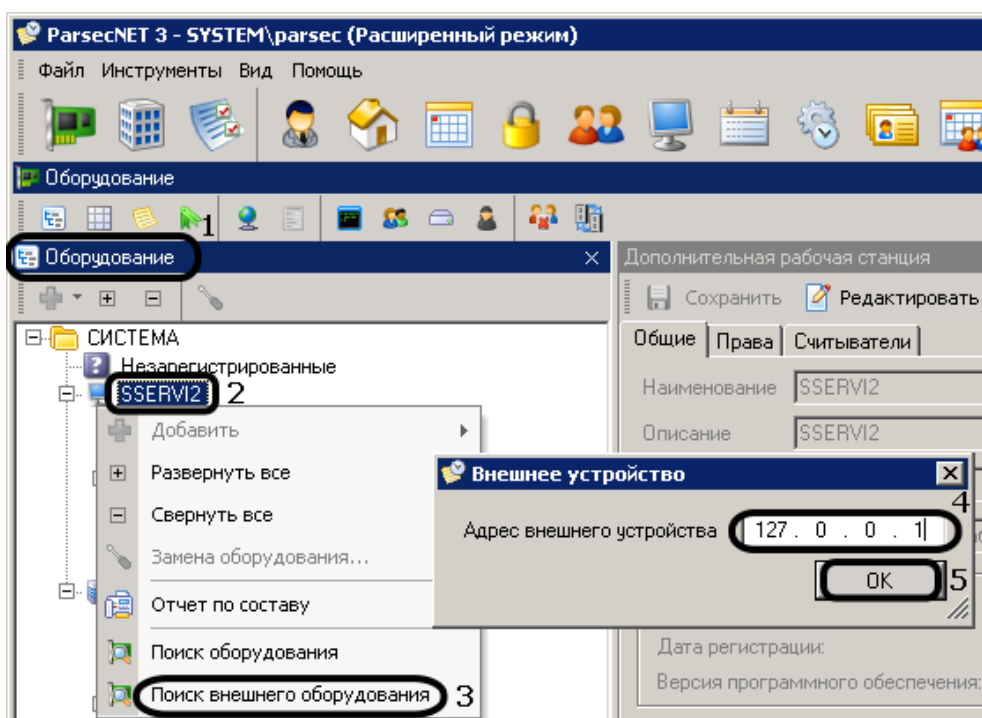 ParsecNET 3 - SYSTEM\parsec (Расширенный режим)
Файл Инструменты Вид Помощь
Оборудование
1
Оборудование
Дополнительная рабочая станция
Сохранить Редактировать
СИСТЕМА
Общие Права Считыватели
Незарегистрированные
Наименование SSERVI2
SSERVI2 2
Добавить
Описание SSERVI2
Развернуть все
Внешнее устройство
4
Свернуть все
Адрес внешнего устройства 127 . 0 . 0 . 1
Замена оборудования...
OK 5
Отчет по составу
Поиск оборудования
Дата регистрации:
Поиск внешнего оборудования 3
Версия программного обеспечения: